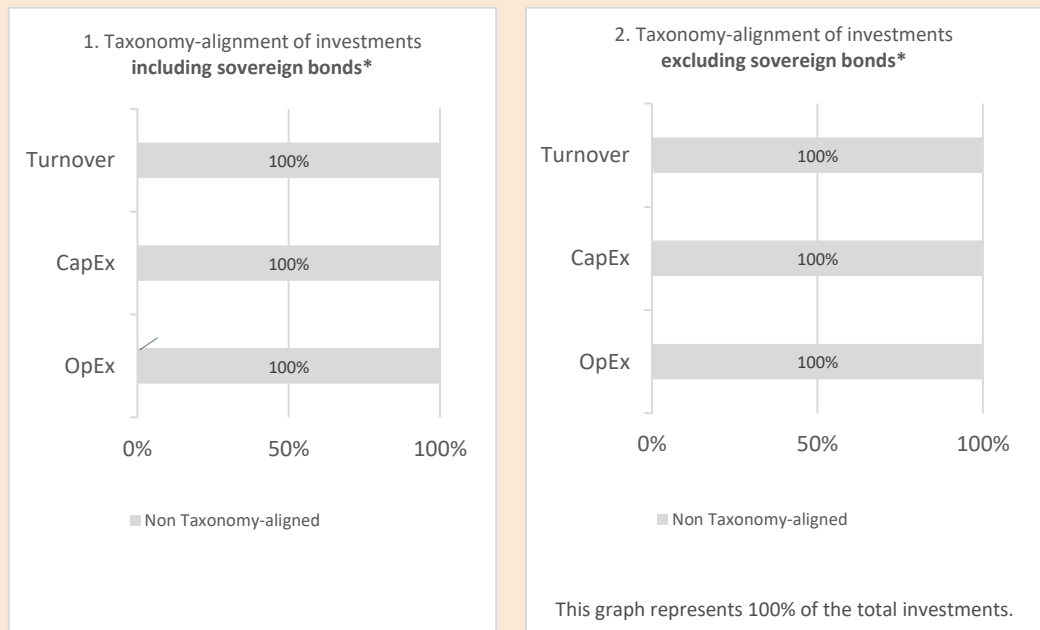 1. Taxonomy-alignment of investments
including sovereign bonds*
Turnover
100%
CapEx
100%
OpEx
100%
0%
50%
100%
Non Taxonomy-aligned
2. Taxonomy-alignment of investments
excluding sovereign bonds*
Turnover
100%
CapEx
100%
OpEx
100%
0%
50%
100%
Non Taxonomy-aligned
This graph represents 100% of the total investments.